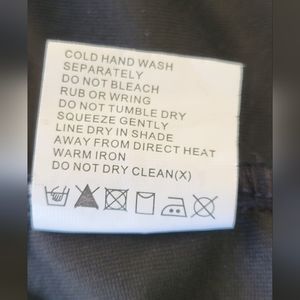 COLD HAND WASH
SEPARATELY
DO NOT BLEACH
RUB OR WRING
DO NOT TUMBLE DRY
SQUEEZE GENTLY
LINE DRY IN SHADE
AWAY FROM DIRECT HEAT
WARM IRON
DO NOT DRY CLEAN(X)